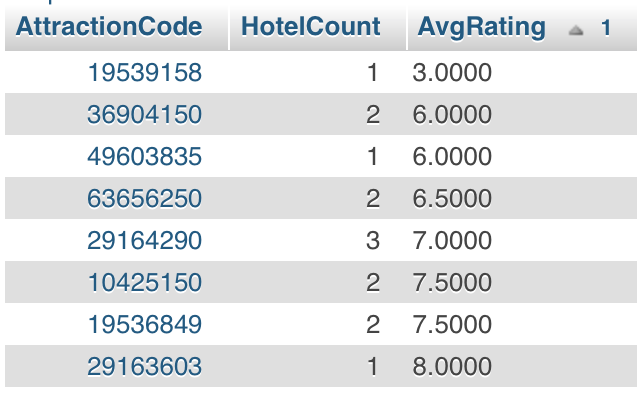 AttractionCode HotelCount AvgRating 1
19539158 1 3.0000
36904150 2 6.0000
49603835 1 6.0000
63656250 2 6.5000
29164290 3 7.0000
10425150 2 7.5000
19536849 2 7.5000
29163603 1 8.0000